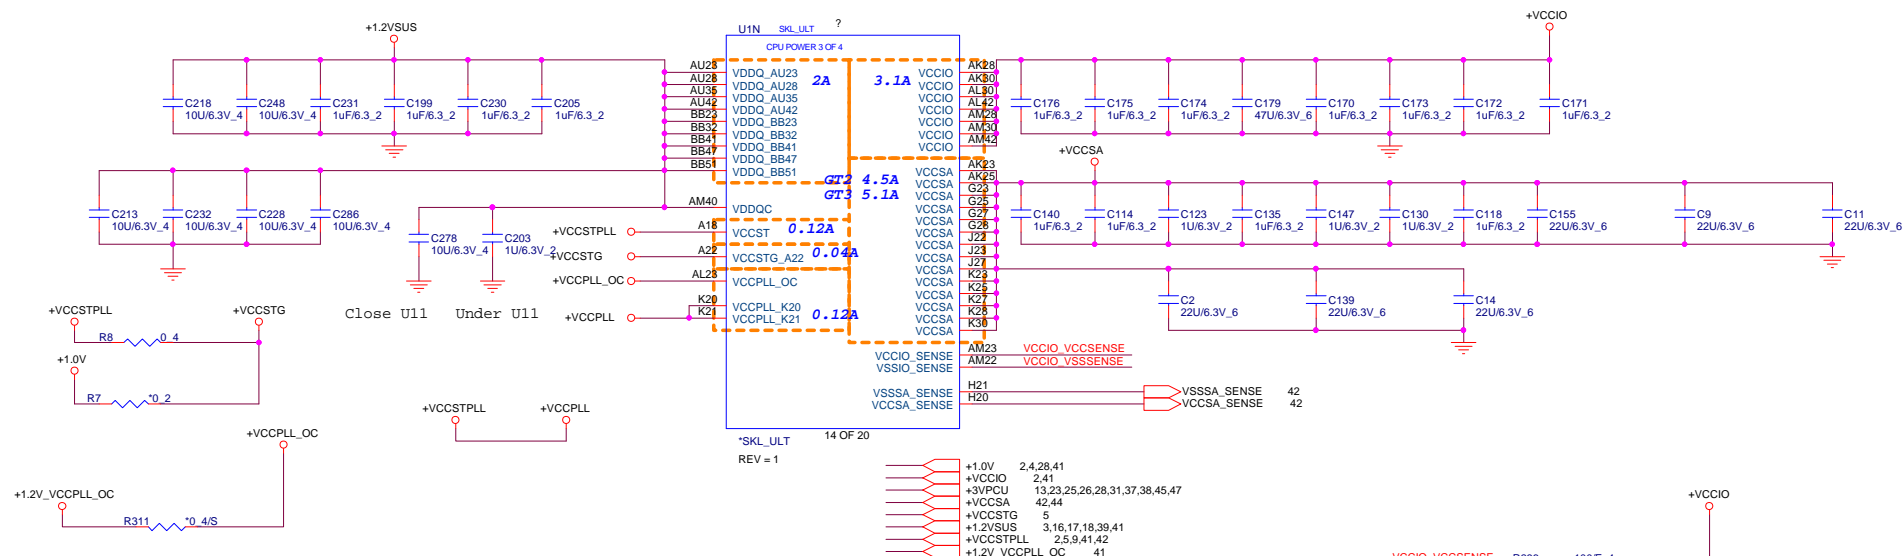 +1.2VSUS
C218
10U/6.3V_4
C248
10U/6.3V_4
C231
1uF/6.3_2
C199
1uF/6.3_2
C230
1uF/6.3_2
C205
1uF/6.3_2
C213
10U/6.3V_4
C232
10U/6.3V_4
C228
10U/6.3V_4
C286
10U/6.3V_4
C278
10U/6.3V_4
C203
1U/6.3V_2
Close U11
Under U11
U1N
SKL_ULT
?
CPU POWER 3 OF 4
AU23
VDDQ_AU23
AU28
VDDQ_AU28
AU35
VDDQ_AU35
AU42
VDDQ_AU42
BB23
VDDQ_BB23
BB32
VDDQ_BB32
BB41
VDDQ_BB41
BB47
VDDQ_BB47
BB51
VDDQ_BB51
2A
AM40
VDDQC
+VCCSTPLL
A18
VCCST
0.12A
+VCCSTG
A22
VCCSTG_A22
0.04A
+VCCPLL_OC
AL23
VCCPLL_OC
+VCCPLL
K20
VCCPLL_K20
K21
VCCPLL_K21
0.12A
3.1A
VCCIO
AK28
VCCIO
AK30
VCCIO
AL30
VCCIO
AL42
VCCIO
AM28
VCCIO
AM30
VCCIO
AM42
GT2 4.5A
GT3 5.1A
VCCSA
AK23
VCCSA
AK25
VCCSA
G23
VCCSA
G25
VCCSA
G27
VCCSA
G28
VCCSA
J22
VCCSA
J23
VCCSA
J27
VCCSA
K23
VCCSA
K25
VCCSA
K27
VCCSA
K28
VCCSA
K30
VCCIO_SENSE
AM23
VCCIO_VCCSENSE
VSSIO_SENSE
AM22
VCCIO_VSSSENSE
VSSSA_SENSE
H21
VSSSA_SENSE 42
VCCSA_SENSE
H20
VCCSA_SENSE 42
*SKL_ULT
14 OF 20
REV = 1
+VCCIO
C176
1uF/6.3_2
C175
1uF/6.3_2
C174
1uF/6.3_2
C179
47U/6.3V_6
C170
1uF/6.3_2
C173
1uF/6.3_2
C172
1uF/6.3_2
C171
1uF/6.3_2
+VCCSA
C140
1uF/6.3_2
C114
1uF/6.3_2
C123
1U/6.3V_2
C135
1uF/6.3_2
C147
1U/6.3V_2
C130
1U/6.3V_2
C118
1uF/6.3_2
C155
22U/6.3V_6
C9
22U/6.3V_6
C11
22U/6.3V_6
C2
22U/6.3V_6
C139
22U/6.3V_6
C14
22U/6.3V_6
+VCCSTPLL
+VCCSTG
R8
0_4
+1.0V
R7
*0_2
+VCCSTPLL
+VCCPLL
+VCCPLL_OC
+1.2V_VCCPLL_OC
R311
*0_4/S
+1.0V 2,4,28,41
+VCCIO 2,41
+3VPCU 13,23,25,26,28,31,37,38,45,47
+VCCSA 42,44
+VCCSTG 5
+1.2VSUS 3,16,17,18,39,41
+VCCSTPLL 2,5,9,41,42
+1.2V_VCCPLL_OC 41
+VCCIO
VCCIO_VCCSENSE